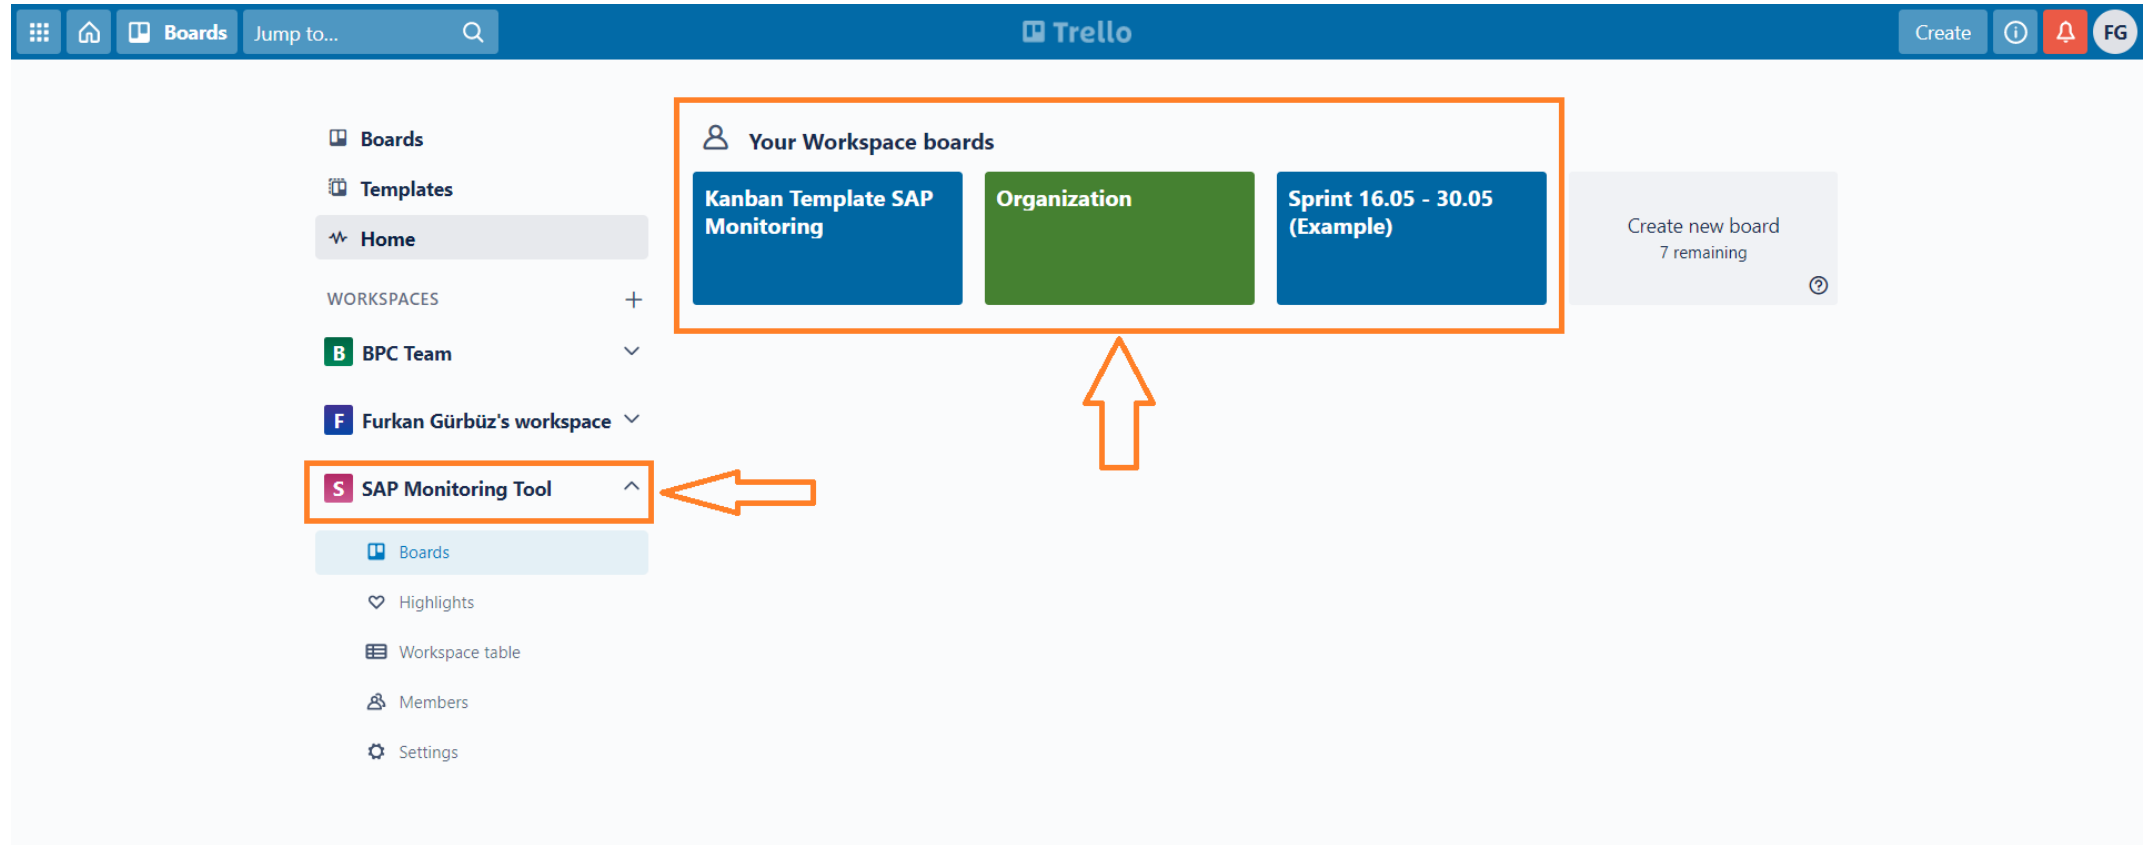 Boards
Jump to...
Trello
Create
FG
Boards
Templates
Home
WORKSPACES
B
BPC Team
F
Furkan Gürbüz's workspace
S
SAP Monitoring Tool
Boards
Highlights
Workspace table
Members
Settings
Your Workspace boards
Kanban Template SAP
Monitoring
Organization
Sprint 16.05 - 30.05
(Example)
Create new board
7 remaining